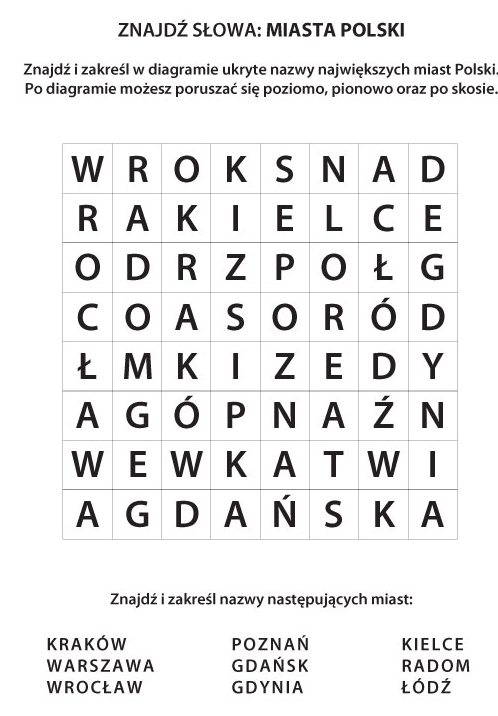 ZNAJDŹ SŁOWA: MIASTA POLSKI
Znajdź i zakreśl w diagramie ukryte nazwy największych miast Polski.
Po diagramie możesz poruszać się poziomo, pionowo oraz po skosie.
W R O K S N A D
R A K I E L C E
O D R Z P O Ł G
C O A S O R Ó D
Ł M K I Z E D Y
A G Ó P N A Ź N
W E W K A T W I
A G D A Ń S K A
Znajdź i zakreśl nazwy następujących miast:
KRAKÓW POZNAŃ KIELCE
WARSZAWA GDAŃSK RADOM
WROCŁAW GDYNIA ŁÓDŹ